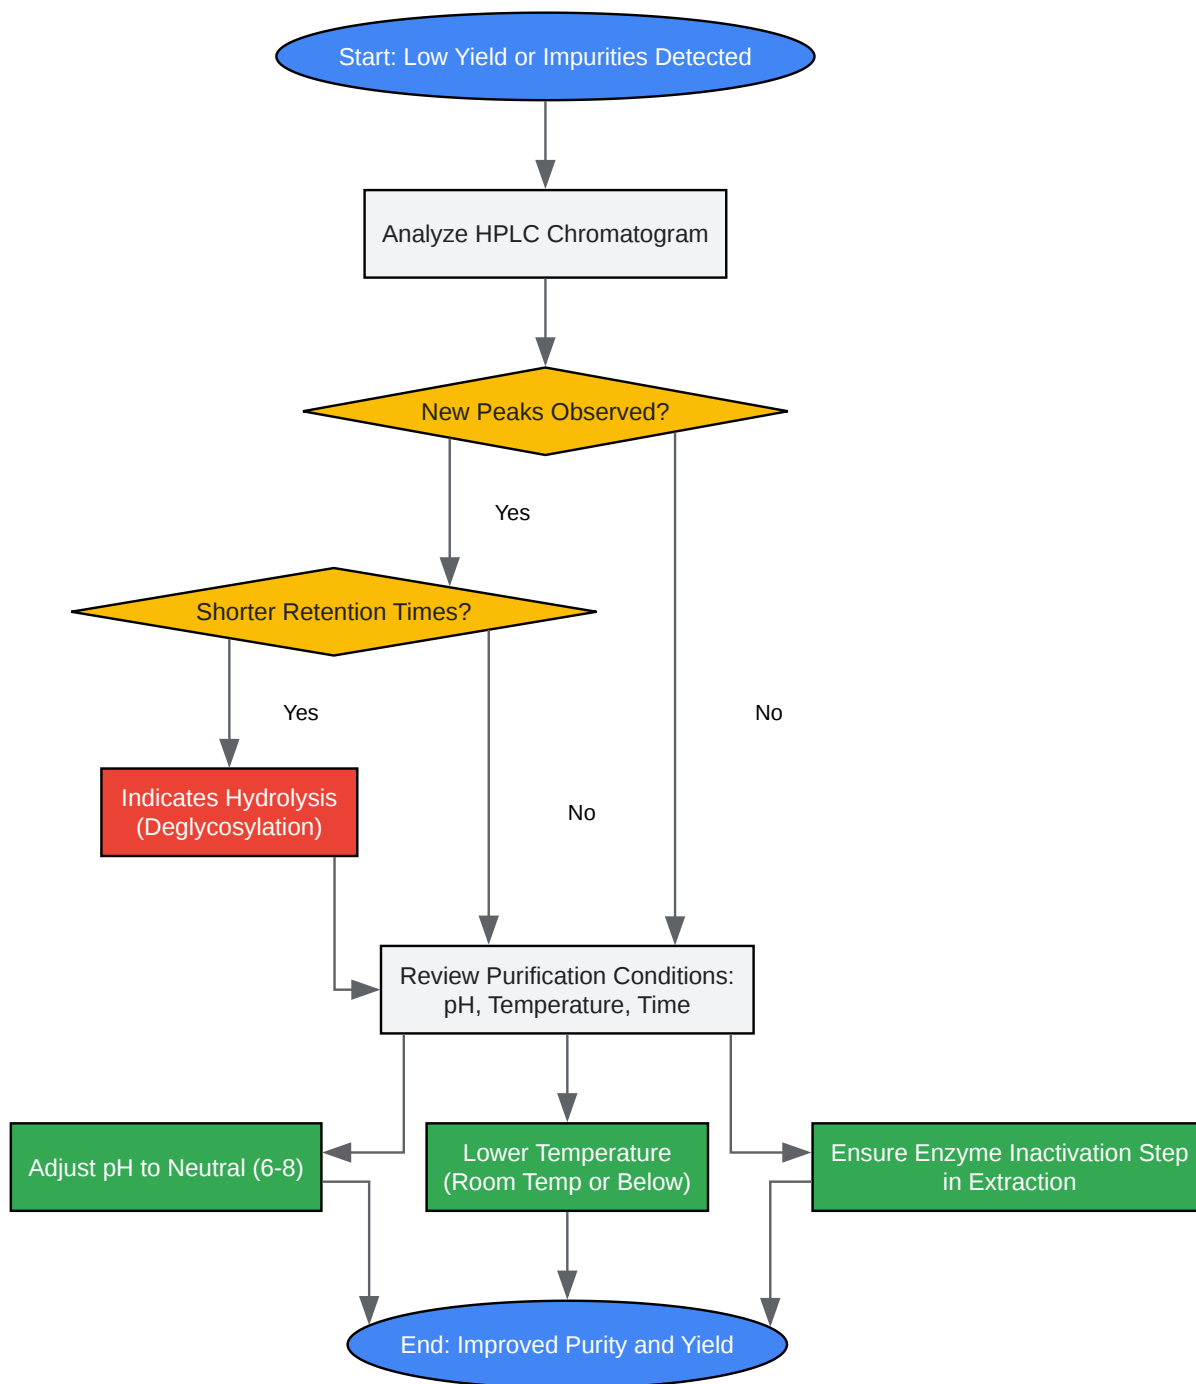 Start: Low Yield or Impurities Detected
Analyze HPLC Chromatogram
New Peaks Observed?
Yes
Shorter Retention Times?
Yes
No
Indicates Hydrolysis
(Deglycosylation)
No
Review Purification Conditions:
pH, Temperature, Time
Adjust pH to Neutral (6-8)
Lower Temperature
(Room Temp or Below)
Ensure Enzyme Inactivation Step
in Extraction
End: Improved Purity and Yield